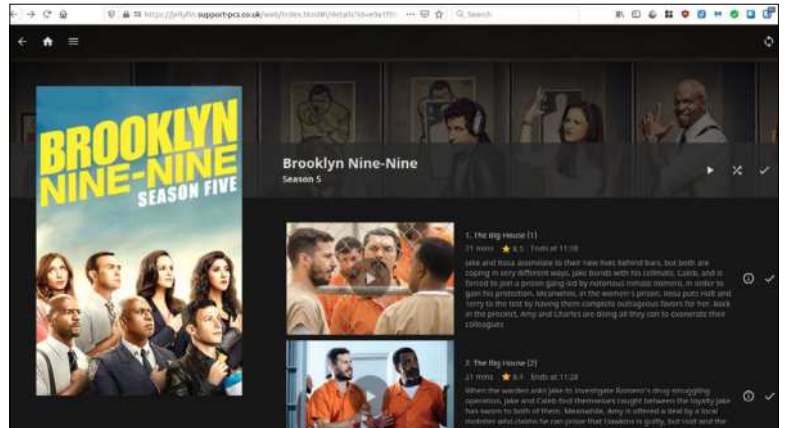 https://jellyfin.support-pcs.co.uk/web/index.html#!/details?id=
Search
BROOKLYN
NINE-NINE
SEASON FIVE
Brooklyn Nine-Nine
Season 5
1. The Big House (1)
21 mins 8.5 Ends at 11:28
Jake and Rosa assimilate to their new lives behind bars, but both are
coping in very different ways. Jake bonds with his cellmate, Caleb, and is
forced to join a prison gang led by notorious inmate Romero, in order to
gain his protection. Meanwhile, in the women's prison, Rosa puts Holt and
Terry to the test by having them complete outrageous favors for her. Back
in the precinct, Amy and Charles are doing all they can to exonerate their
colleagues
2. The Big House (2)
21 mins 8.4 Ends at 11:28
When the warden asks Jake to investigate Romero's drug smuggling
operation, Jake and Caleb find themselves caught between the loyalty Jake
has sworn to both of them. Meanwhile, Amy is offered a deal by a local
mobster who claims he can prove that Hawkins is guilty, but Holt and the